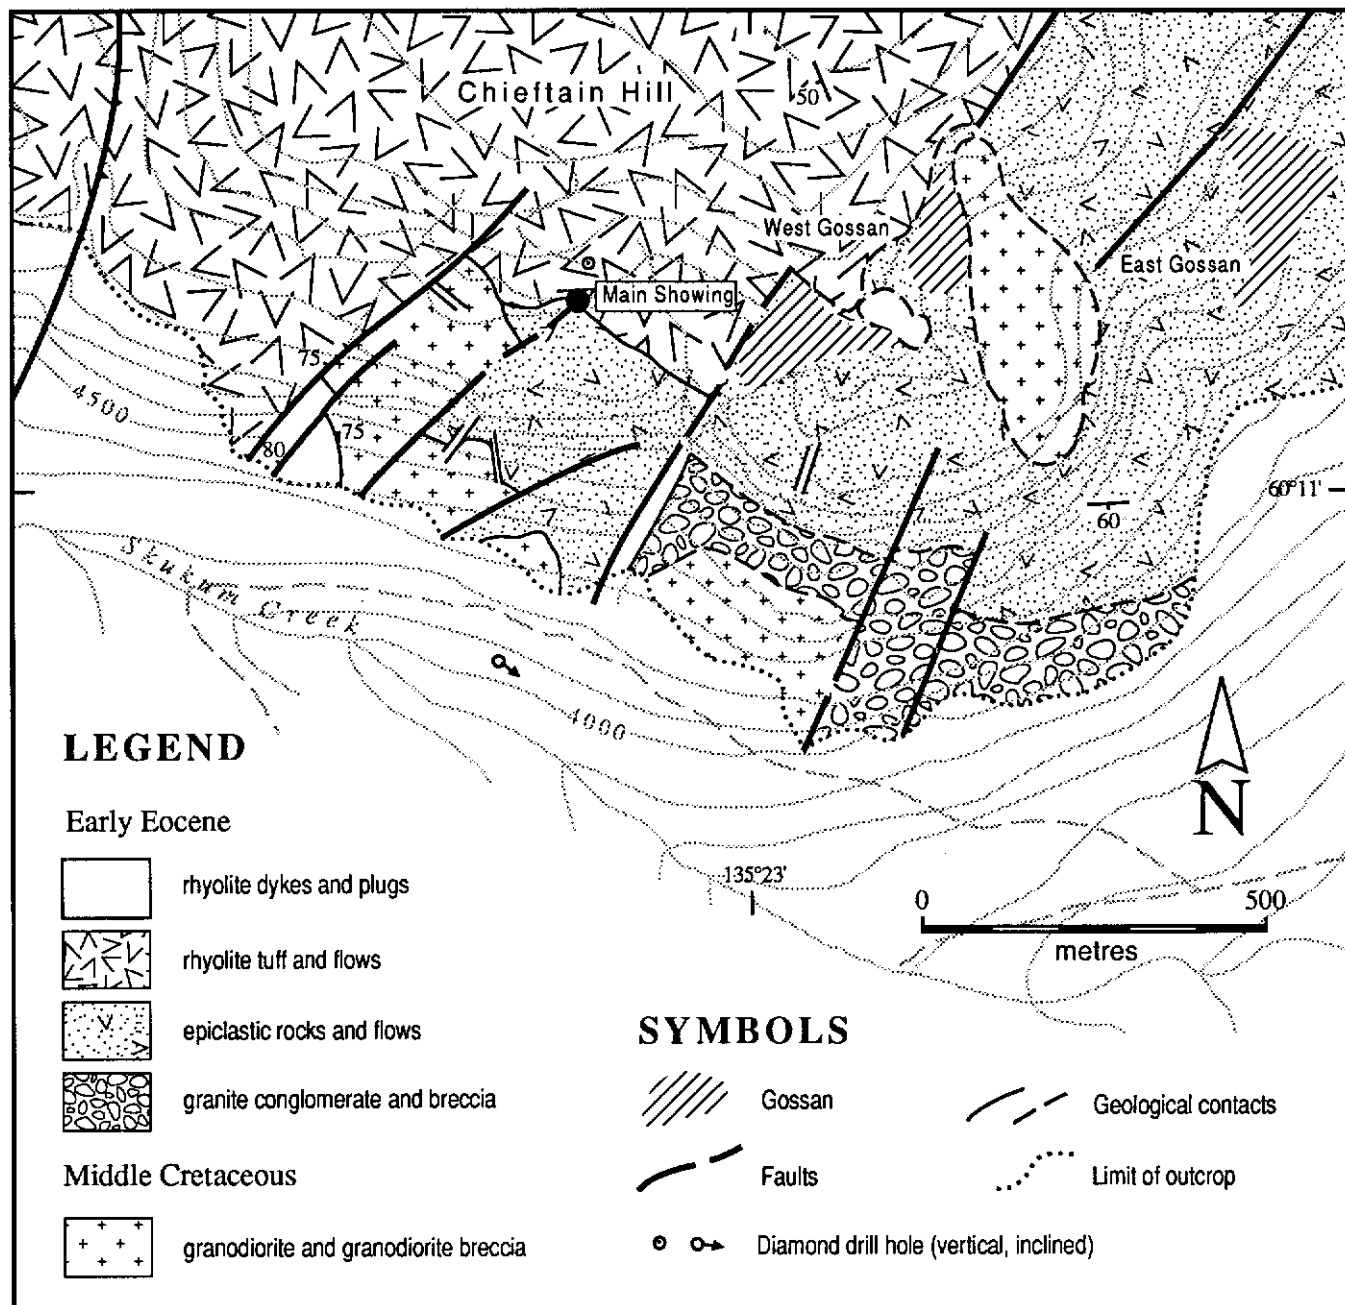 Chieftain Hill
50
West Gossan
East Gossan
Main Showing
75
4500
75
80
60°11'
60
Skukum Creek
4000
135°23'
N
0 500
metres
LEGEND
Early Eocene
rhyolite dykes and plugs
rhyolite tuff and flows
epiclastic rocks and flows
granite conglomerate and breccia
Middle Cretaceous
granodiorite and granodiorite breccia
SYMBOLS
Gossan
Geological contacts
Faults
Limit of outcrop
Diamond drill hole (vertical, inclined)